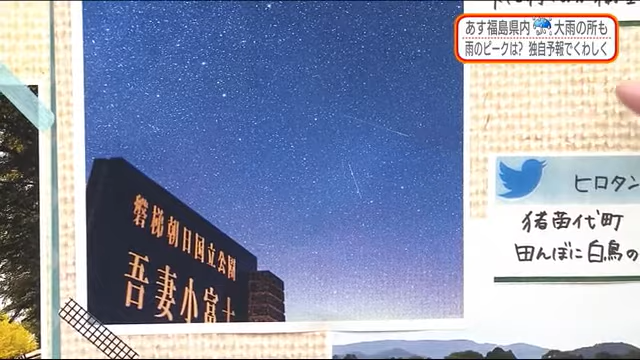 あす福島県内 大雨の所も
雨のピークは? 独自予報でくわしく
磐梯朝日国立公園
吾妻小富士
ヒロタン
猪苗代町
田んぼに白鳥の